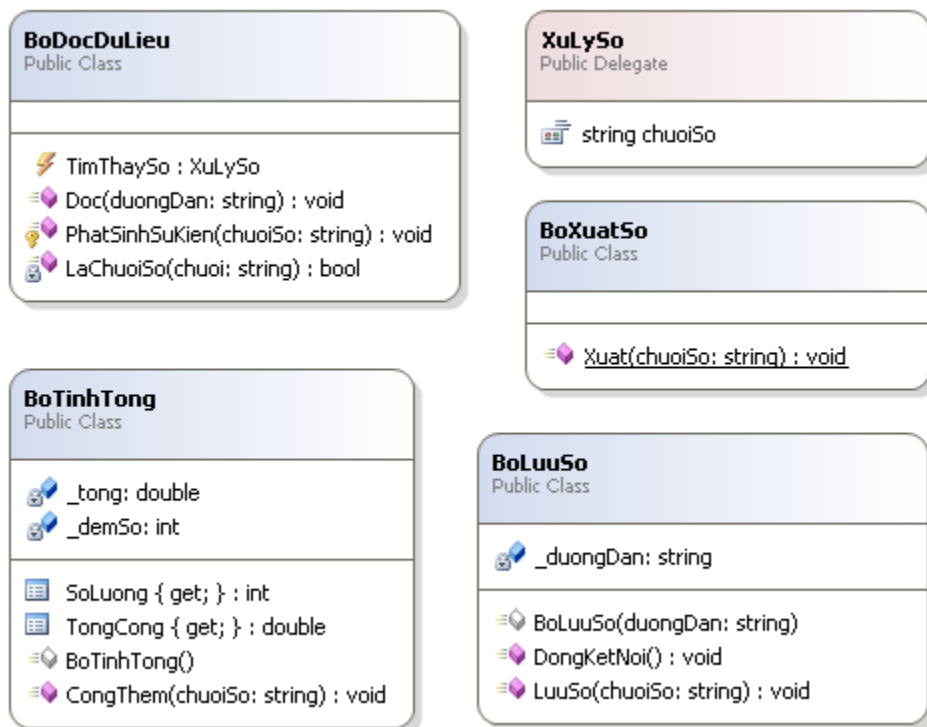 BoDocDuLieu
Public Class
TimThaySo : XuLySo
Doc(duongDan: string) : void
PhatSinhSuKien(chuoiSo: string) : void
LaChuoiSo(chuoi: string) : bool
XuLySo
Public Delegate
string chuoiSo
BoXuatSo
Public Class
Xuat(chuoiSo: string) : void
BoTinhTong
Public Class
_tong: double
_demSo: int
SoLuong { get; } : int
TongCong { get; } : double
BoTinhTong()
CongThem(chuoiSo: string) : void
BoLuuSo
Public Class
_duongDan: string
BoLuuSo(duongDan: string)
DongKetNoi() : void
LuuSo(chuoiSo: string) : void